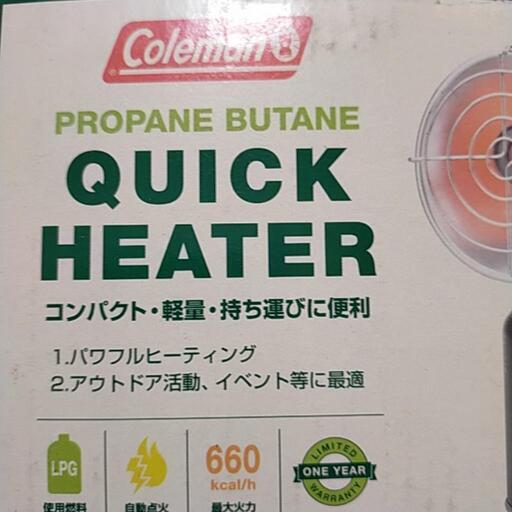 Coleman
PROPANE BUTANE
QUICK
HEATER
コンパクト・軽量・持ち運びに便利
1.パワフルヒーティング
2.アウトドア活動、イベント等に最適
LPG
使用燃料
自動点火
660
kcal/h
最大火力
LIMITED
ONE YEAR
WARRANTY